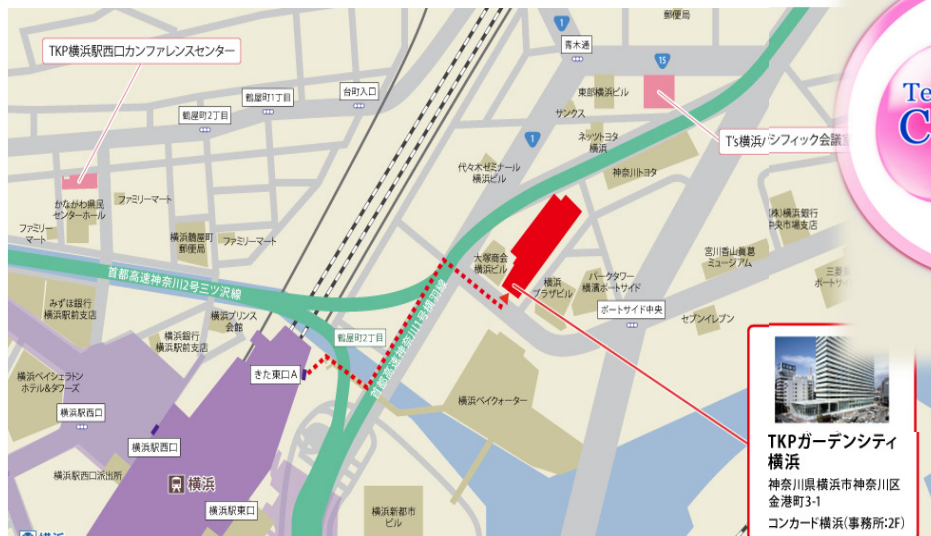 郵便局
1
TKP横浜駅西口カンファレンスセンター
青木通
15
台町入口
鶴屋町1丁目
鶴屋町2丁目
東部横浜ビル
サンクス
1
ネッツトヨタ
横浜
T's横浜パシフィック会議室
代々木ゼミナール
横浜ビル
神奈川トヨタ
かながわ県民
センターホール
ファミリーマート
ファミリー
マート
横浜鶴屋町
郵便局
ファミリーマート
(株)横浜銀行
中央市場支店
大塚商会
横浜ビル
宮川香山眞葛
ミュージアム
首都高速神奈川2号三ツ沢線
横浜
プラザビル
パークタワー
横濱ポートサイド
ポートサイド中央
セブンイレブン
みずほ銀行
横浜駅前支店
横浜プリンス
会館
横浜銀行
横浜駅前支店
鶴屋町2丁目
首都高速神奈川1号横羽線
きた東口A
横浜ベイシェラトン
ホテル&タワーズ
横浜ベイクォーター
横浜駅西口
横浜駅西口
横浜駅西口派出所
横浜
横浜駅東口
横浜新都市
ビル
横浜
TKPガーデンシティ
横浜
神奈川県横浜市神奈川区
金港町3-1
コンカード横浜(事務所:2F)